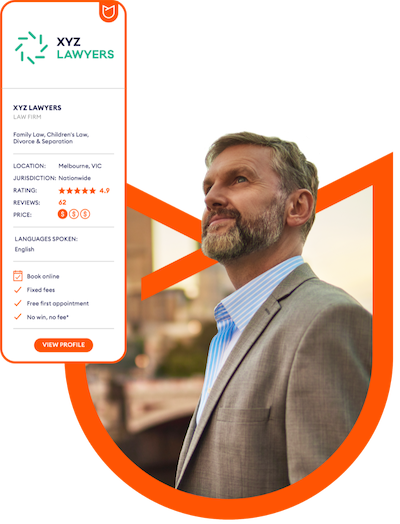 XYZ
LAWYERS
XYZ LAWYERS
LAW FIRM
Family Law, Children's Law,
Divorce & Separation
LOCATION: Melbourne, VIC
JURISDICTION: Nationwide
RATING: 4.9
REVIEWS: 62
PRICE: $ $ $
LANGUAGES SPOKEN:
English
Book online
Fixed fees
Free first appointment
No win, no fee*
VIEW PROFILE